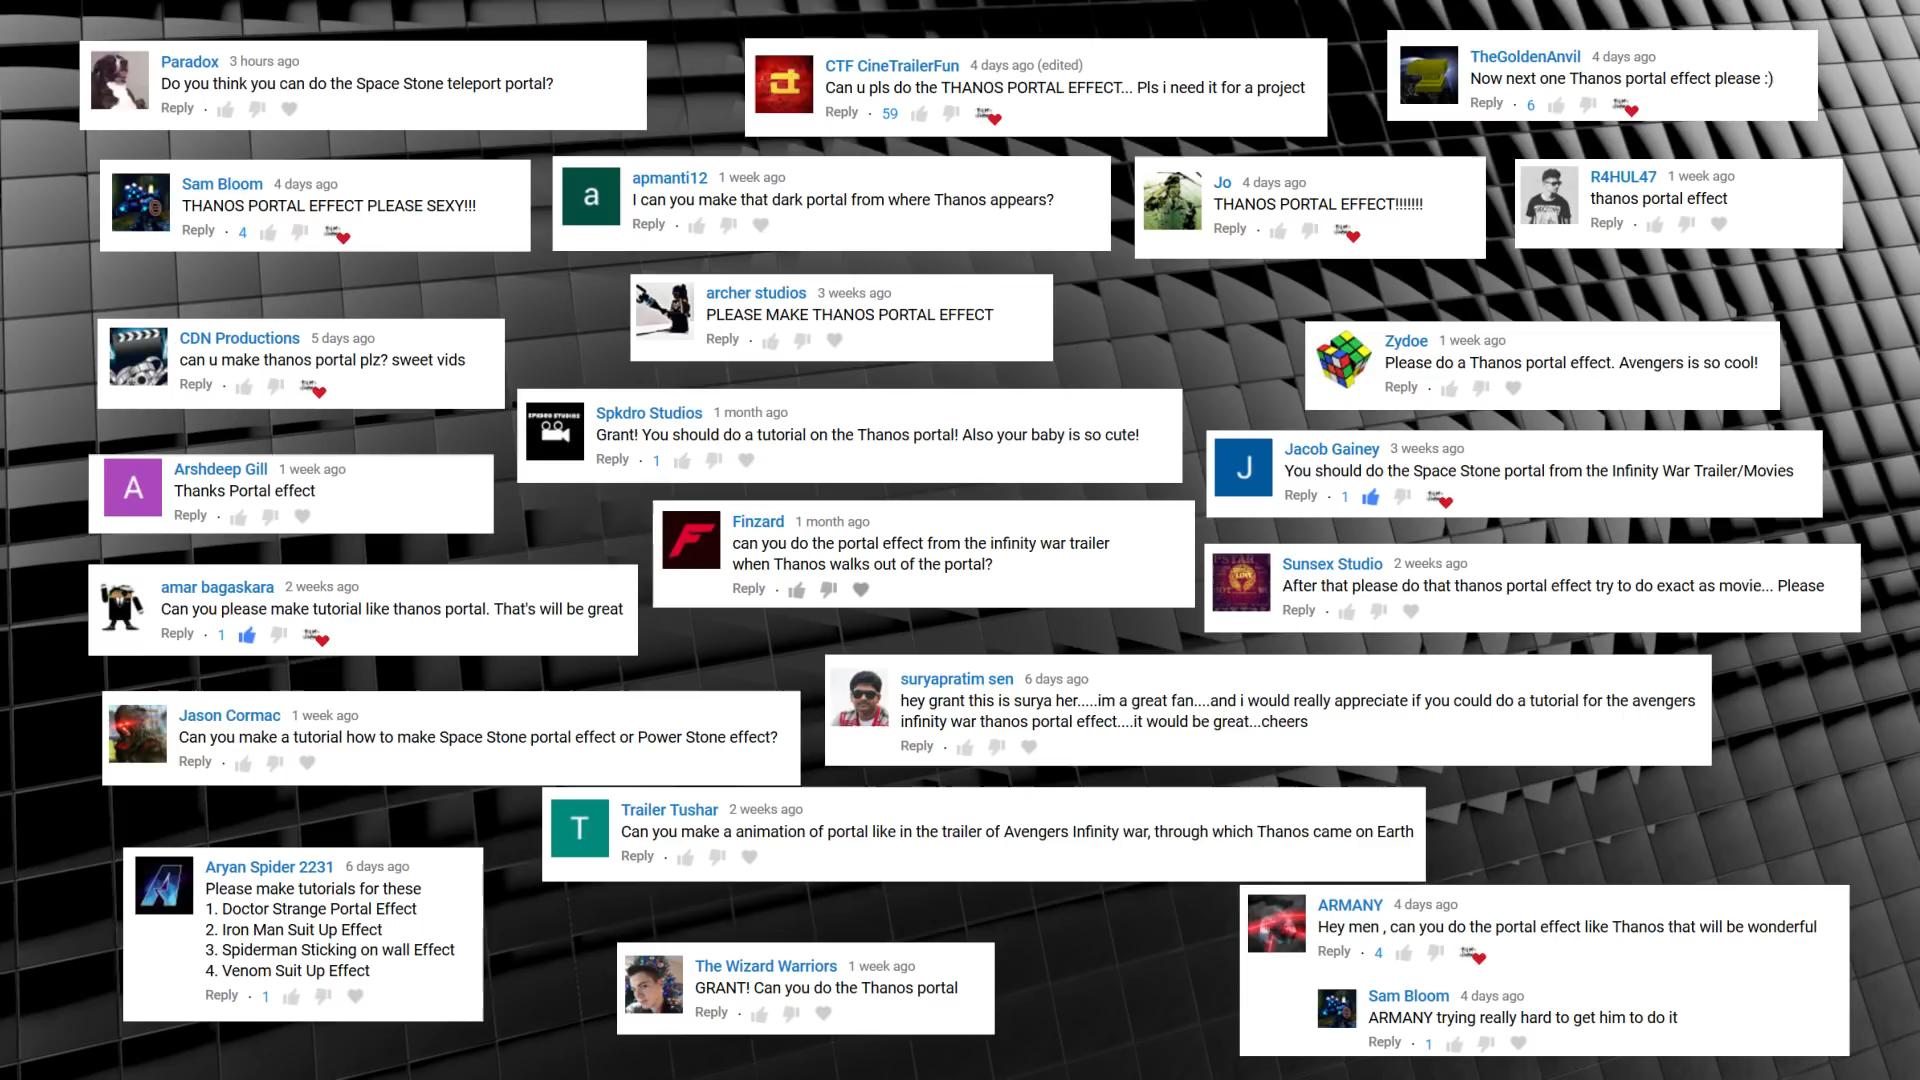 Paradox 3 hours ago
Do you think you can do the Space Stone teleport portal?
Reply
CTF CineTrailerFun 4 days ago (edited)
Can u pls do the THANOS PORTAL EFFECT... Pls i need it for a project
Reply · 59
TheGoldenAnvil 4 days ago
Now next one Thanos portal effect please :)
Reply · 6
Sam Bloom 4 days ago
THANOS PORTAL EFFECT PLEASE SEXY!!!
Reply · 4
a
apmanti12 1 week ago
I can you make that dark portal from where Thanos appears?
Reply ·
Jo 4 days ago
THANOS PORTAL EFFECT!!!!!!!
Reply ·
R4HUL47 1 week ago
thanos portal effect
Reply ·
archer studios 3 weeks ago
PLEASE MAKE THANOS PORTAL EFFECT
Reply ·
CDN Productions 5 days ago
can u make thanos portal plz? sweet vids
Reply ·
Zydoe 1 week ago
Please do a Thanos portal effect. Avengers is so cool!
Reply ·
SPKDRO STUDIOS
Spkdro Studios 1 month ago
Grant! You should do a tutorial on the Thanos portal! Also your baby is so cute!
Reply · 1
J
Jacob Gainey 3 weeks ago
You should do the Space Stone portal from the Infinity War Trailer/Movies
Reply · 1
A
Arshdeep Gill 1 week ago
Thanks Portal effect
Reply ·
F
Finzard 1 month ago
can you do the portal effect from the infinity war trailer
when Thanos walks out of the portal?
Reply ·
Sunsex Studio 2 weeks ago
After that please do that thanos portal effect try to do exact as movie... Please
Reply ·
amar bagaskara 2 weeks ago
Can you please make tutorial like thanos portal. That's will be great
Reply · 1
suryapratim sen 6 days ago
hey grant this is surya her.....im a great fan....and i would really appreciate if you could do a tutorial for the avengers
infinity war thanos portal effect....it would be great...cheers
Reply ·
Jason Cormac 1 week ago
Can you make a tutorial how to make Space Stone portal effect or Power Stone effect?
Reply ·
T
Trailer Tushar 2 weeks ago
Can you make a animation of portal like in the trailer of Avengers Infinity war, through which Thanos came on Earth
Reply ·
Aryan Spider 2231 6 days ago
Please make tutorials for these
1. Doctor Strange Portal Effect
2. Iron Man Suit Up Effect
3. Spiderman Sticking on wall Effect
4. Venom Suit Up Effect
Reply · 1
The Wizard Warriors 1 week ago
GRANT! Can you do the Thanos portal
Reply ·
ARMANY 4 days ago
Hey men , can you do the portal effect like Thanos that will be wonderful
Reply · 4
Sam Bloom 4 days ago
ARMANY trying really hard to get him to do it
Reply · 1